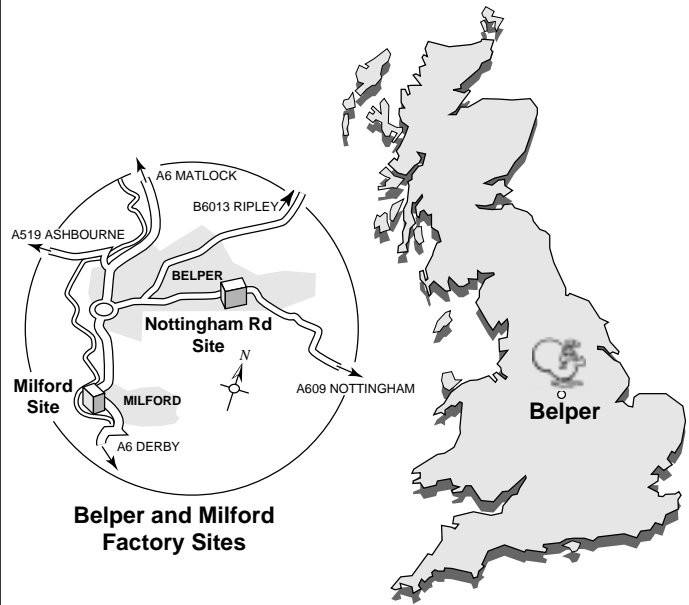 A6 MATLOCK
B6013 RIPLEY
A519 ASHBOURNE
BELPER
Nottingham Rd
Site
N
Milford
Site
MILFORD
A609 NOTTINGHAM
A6 DERBY
Belper and Milford
Factory Sites
Belper